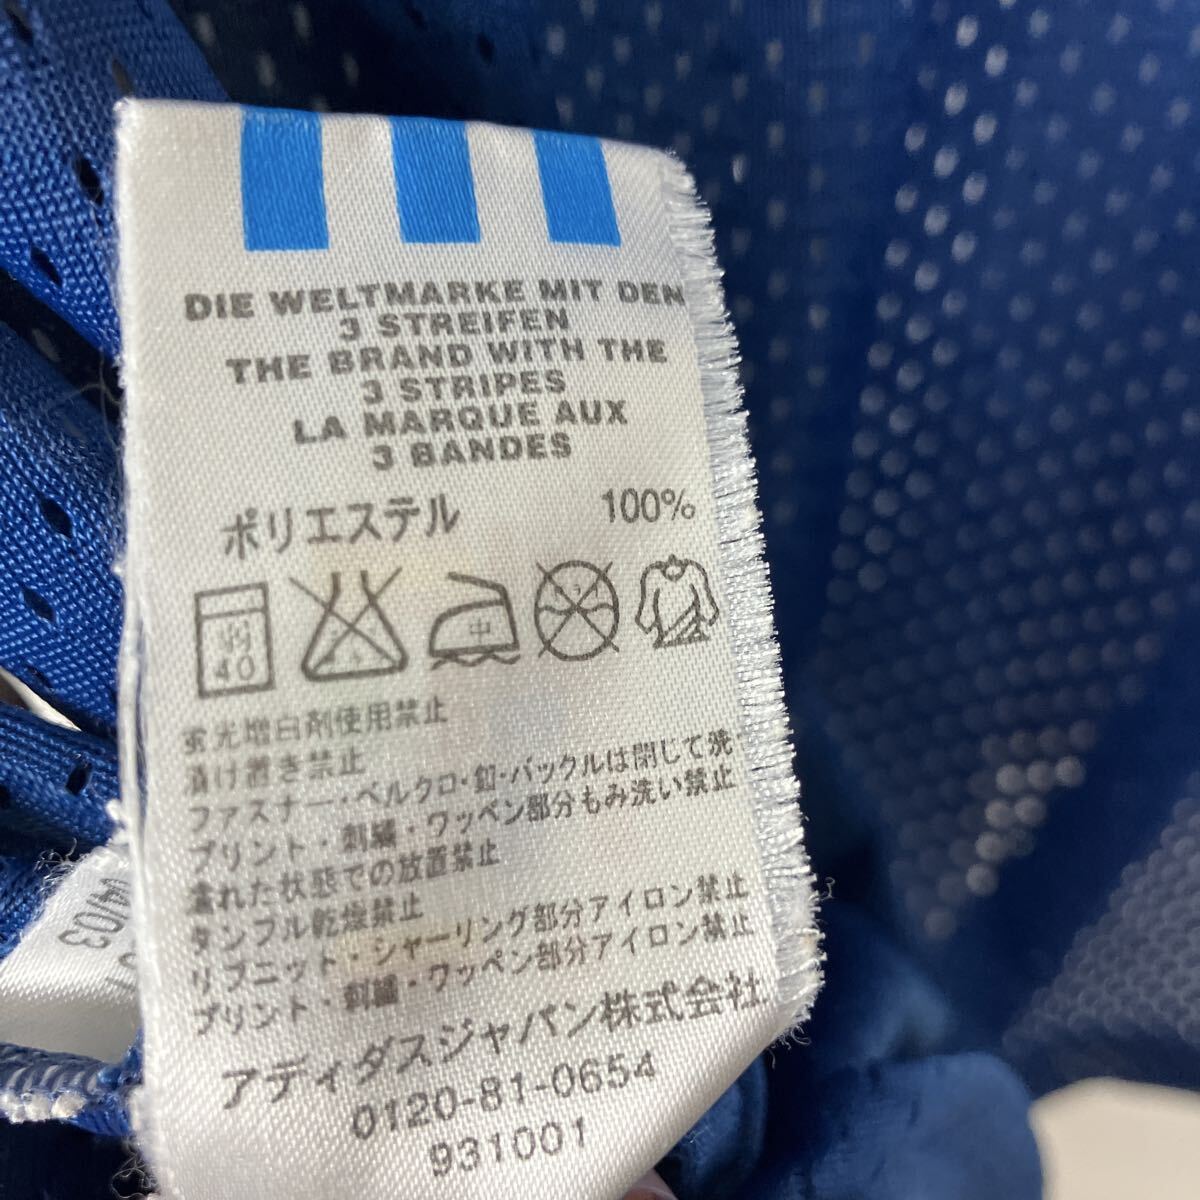 DIE WELTMARKE MIT DEN
3 STREIFEN
THE BRAND WITH THE
3 STRIPES
LA MARQUE AUX
3 BANDES
ポリエステル 100%
40
中
蛍光増白剤使用禁止
漬け置き禁止
ファスナー・ベルクロ・釦・バックルは閉じて洗
プリント・刺繍・ワッペン部分もみ洗い禁止
濡れた状態での放置禁止
タンブル乾燥禁止
リブニット・シャーリング部分アイロン禁止
プリント・刺繍・ワッペン部分アイロン禁止
アディダスジャパン株式会社
0120-81-0654
931001
04/03